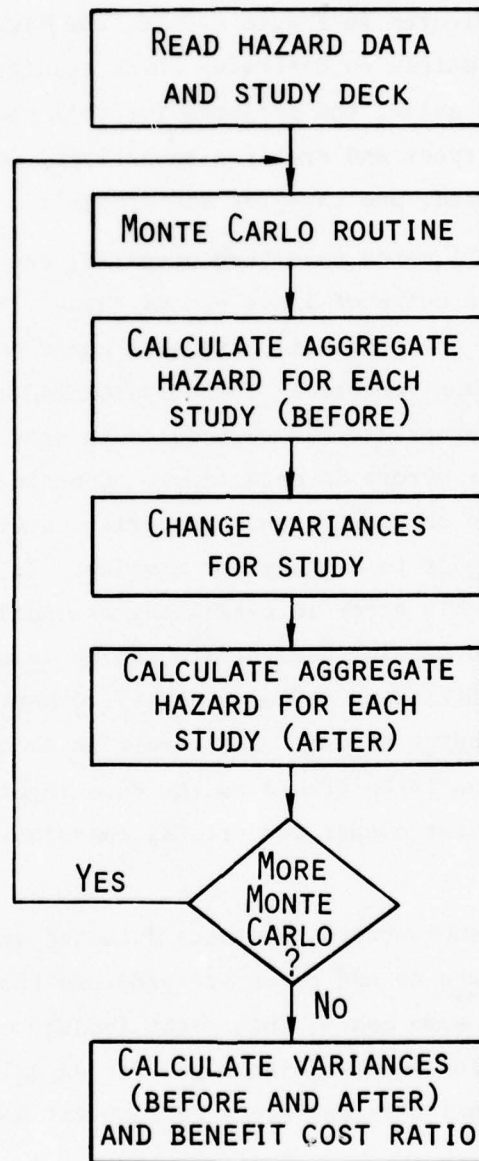 READ HAZARD DATA
AND STUDY DECK
MONTE CARLO ROUTINE
CALCULATE AGGREGATE
HAZARD FOR EACH
STUDY (BEFORE)
CHANGE VARIANCES
FOR STUDY
CALCULATE AGGREGATE
HAZARD FOR EACH
STUDY (AFTER)
YES
MORE
MONTE
CARLO
?
NO
CALCULATE VARIANCES
(BEFORE AND AFTER)
AND BENEFIT COST RATIO